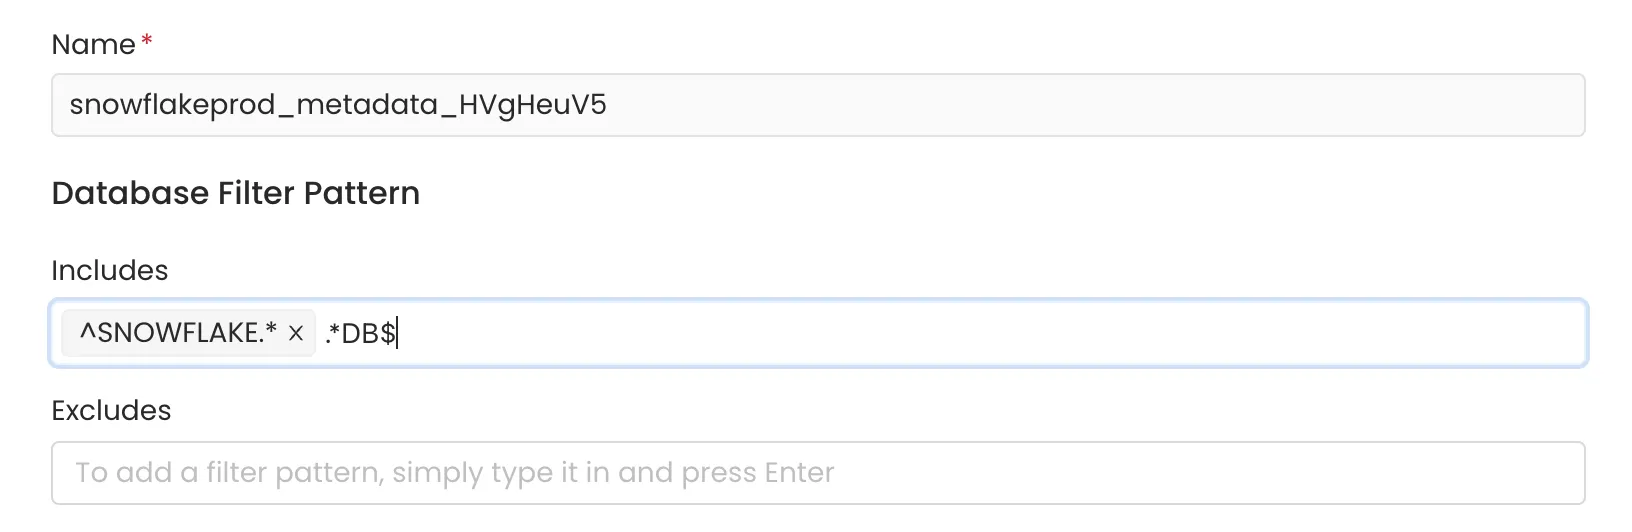 Name *
snowflakeprod_metadata_HVgHeuV5
Database Filter Pattern
Includes
^SNOWFLAKE.* × .*DB$
Excludes
To add a filter pattern, simply type it in and press Enter